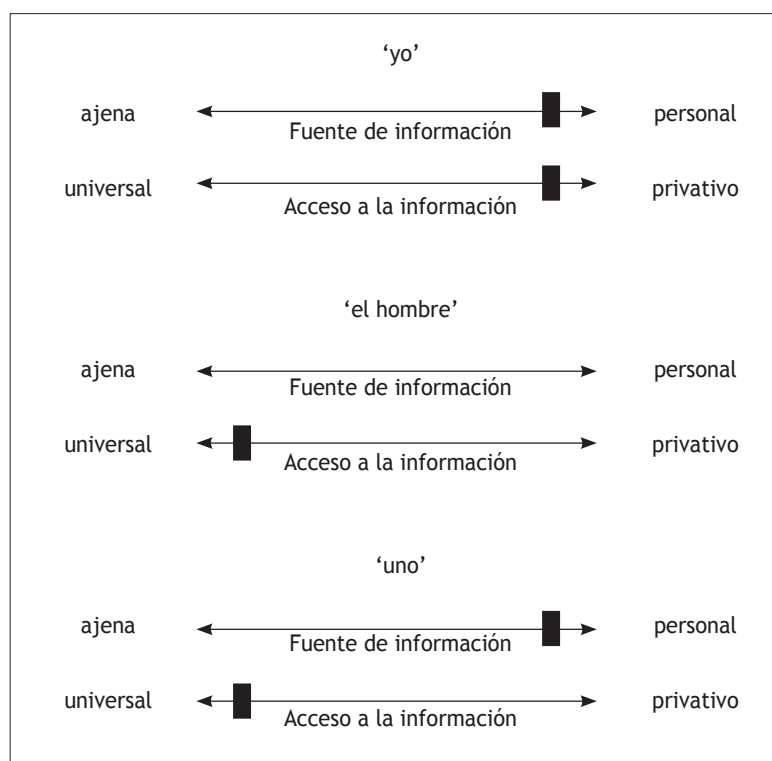 ‘yo’
ajena Fuente de información personal
universal Acceso a la información privativo
‘el hombre’
ajena Fuente de información personal
universal Acceso a la información privativo
‘uno’
ajena Fuente de información personal
universal Acceso a la información privativo